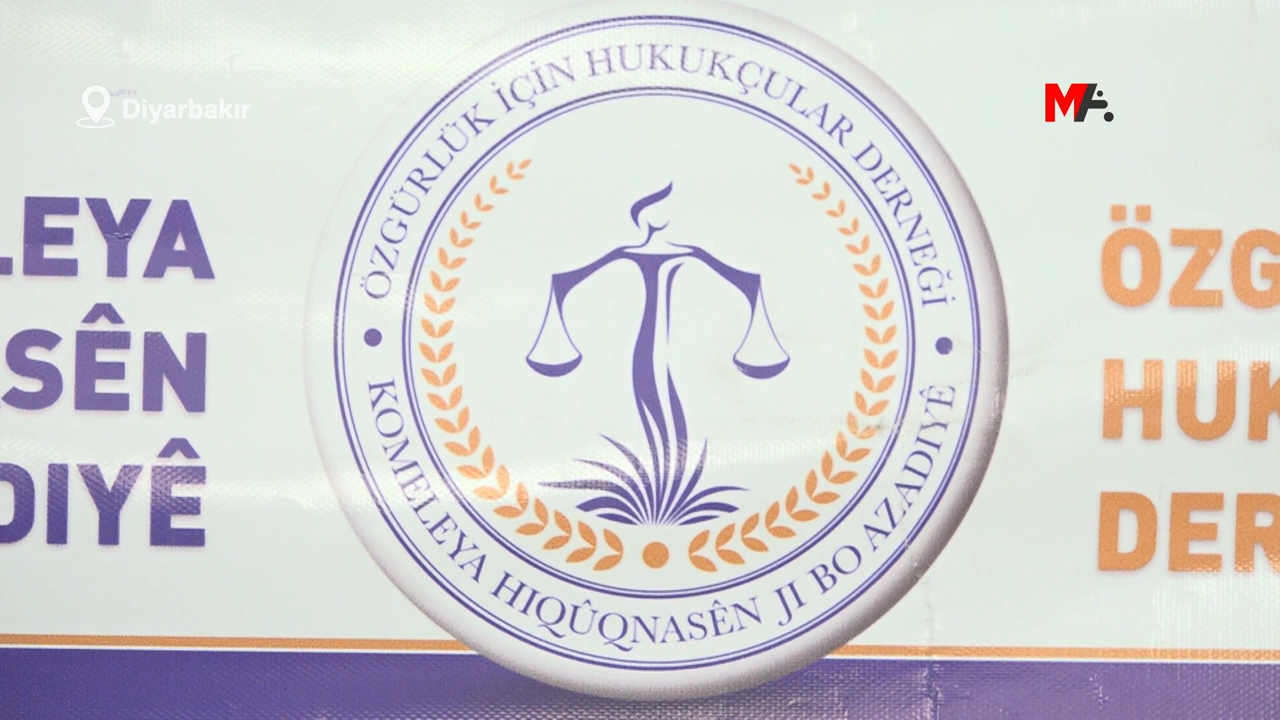 Diyarbakır
MA
ÖZGÜRLÜK İÇİN HUKUKÇULAR DERNEĞİ
KOMELEYA HIQÛQNASÊN JI BO AZADIYÊ
LEYA
SÊN
DIYÊ
ÖZG
HUK
DER